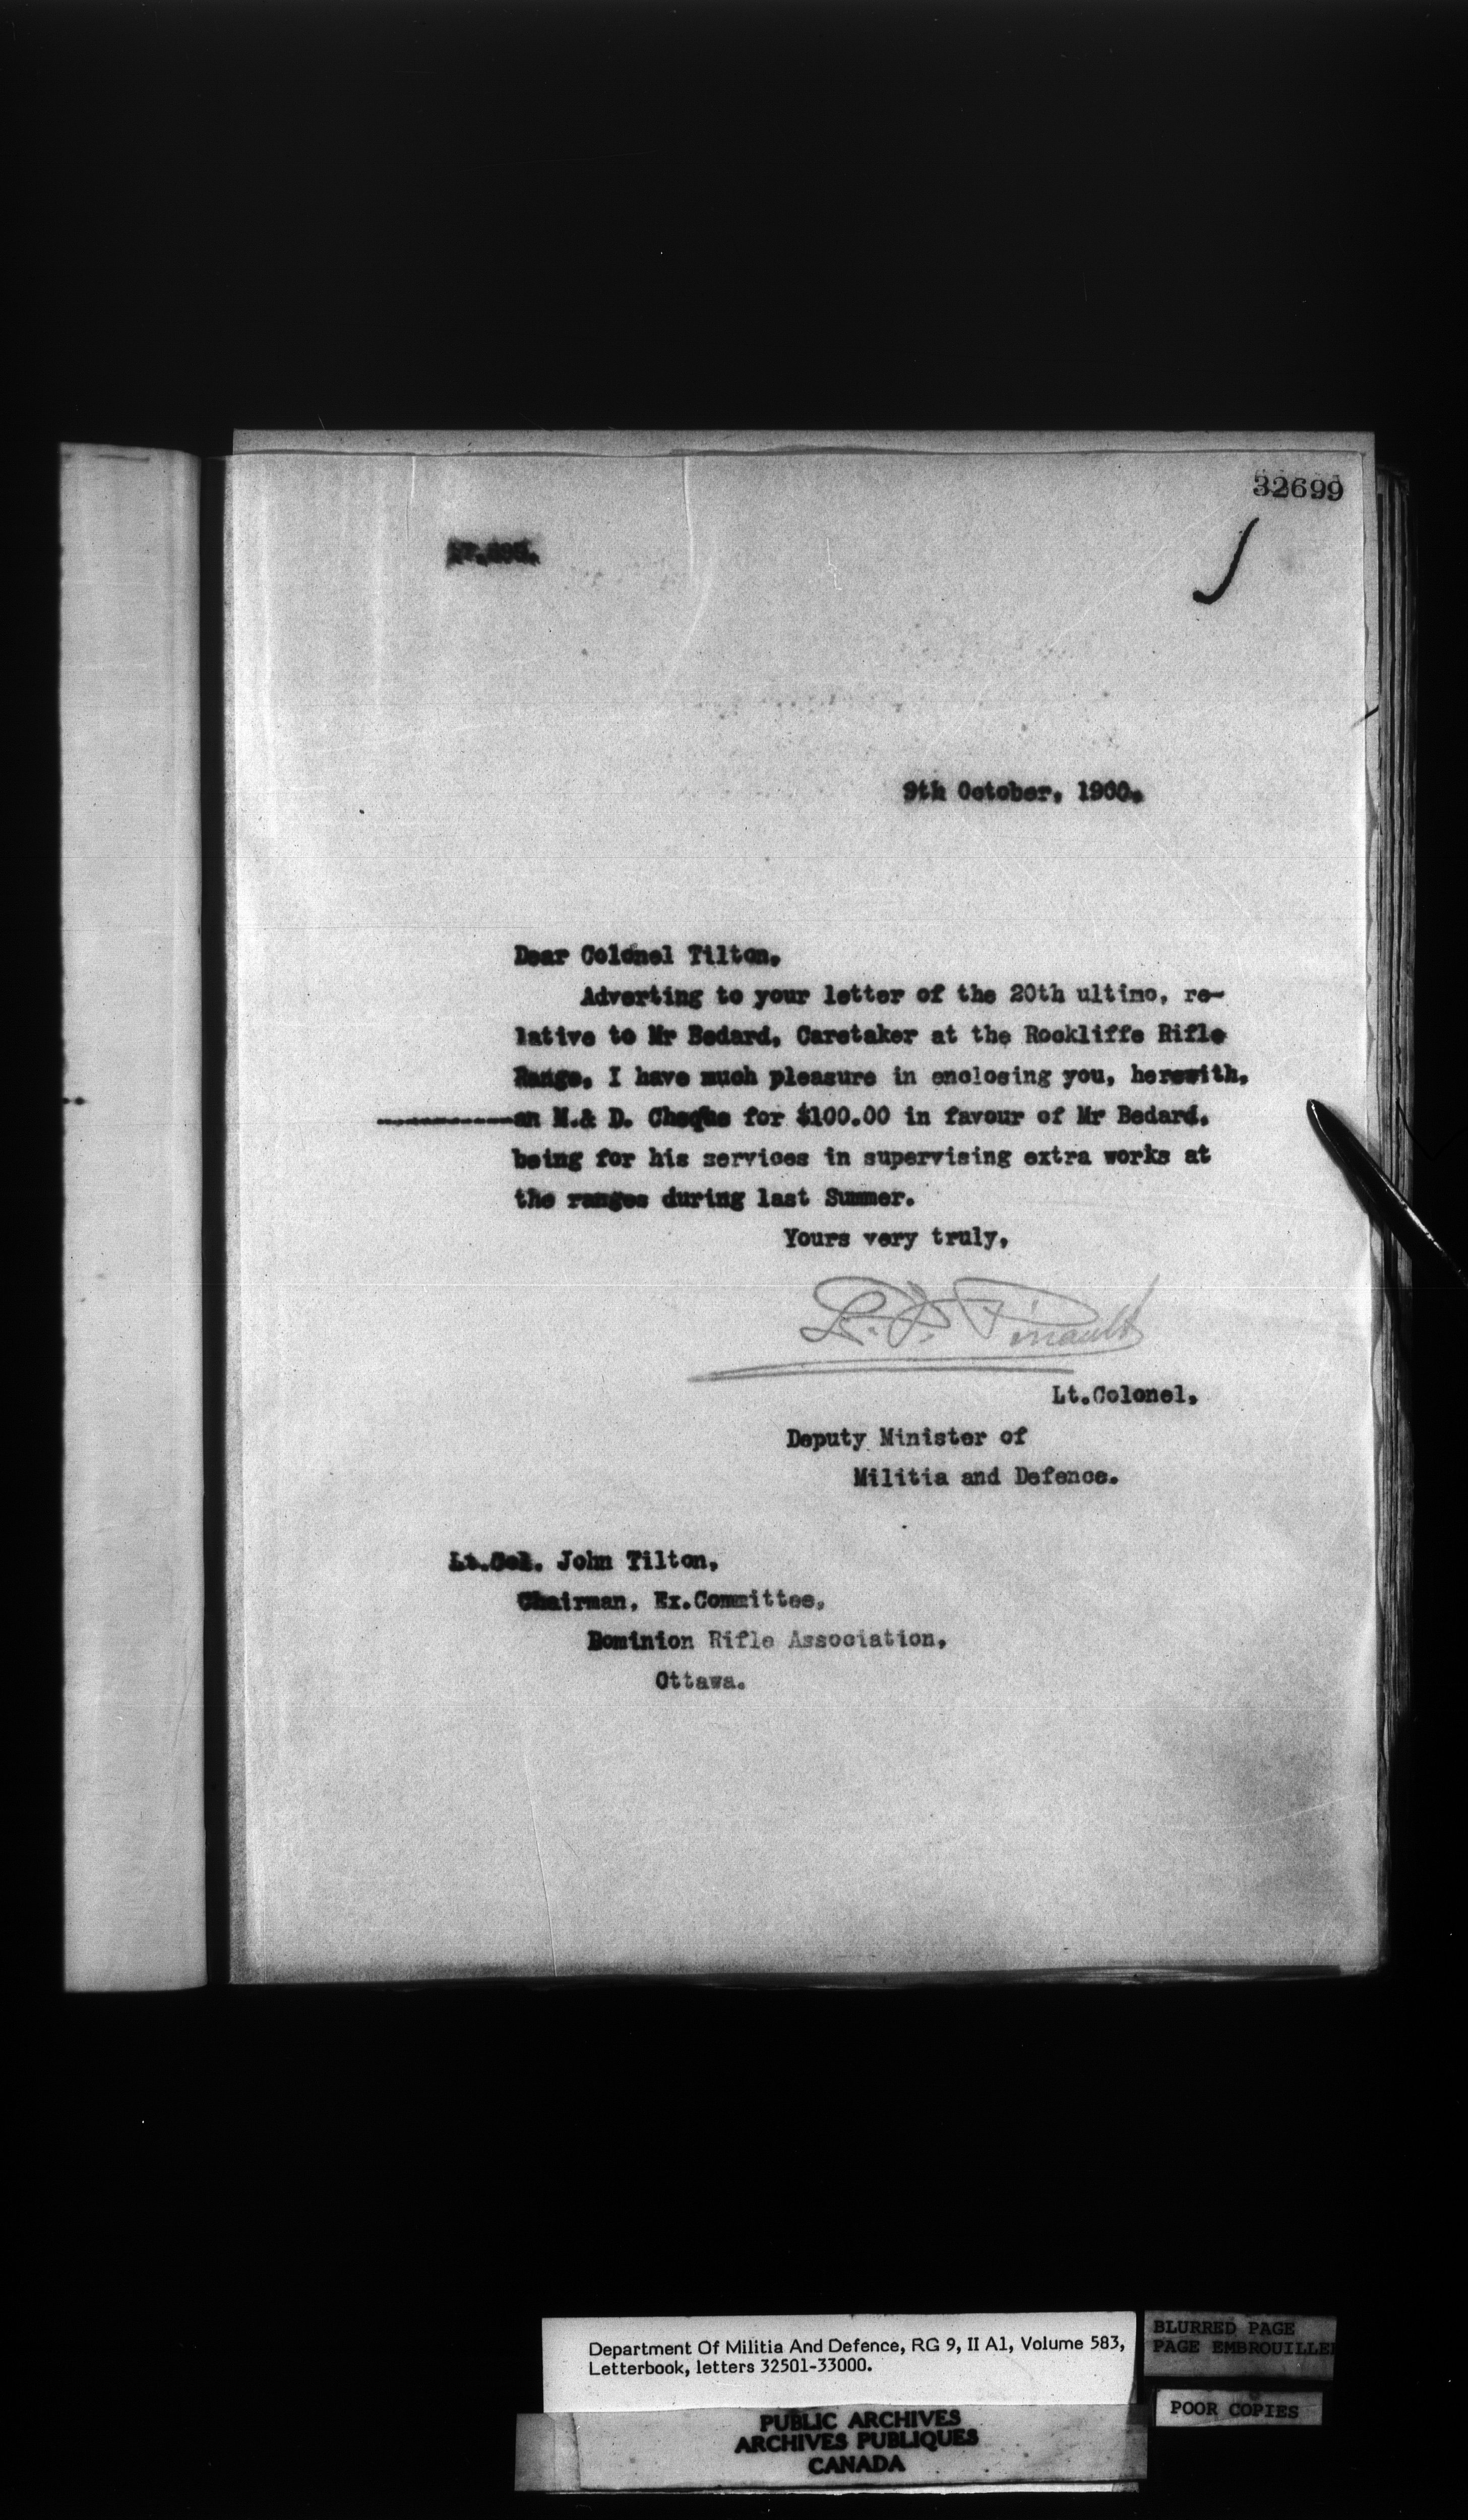 32699
9th October, 1900.
Dear Colonel Tilton,
Adverting to your letter of the 20th ultimo, re-
lative to Mr Bedard, Caretaker at the Rockliffe Rifle
Range, I have much pleasure in enclosing you, herewith,
an M.& D. Cheque for $100.00 in favour of Mr Bedard,
being for his services in supervising extra works at
the ranges during last Summer.
Yours very truly,
L. F. Pinault
Lt.Colonel,
Deputy Minister of
Militia and Defence.
Lt.Col. John Tilton,
Chairman, Ex.Committee,
Dominion Rifle Association,
Ottawa.
Department Of Militia And Defence, RG 9, II A1, Volume 583,
Letterbook, letters 32501-33000.
BLURRED PAGE
PAGE EMBROUILLEE
POOR COPIES
PUBLIC ARCHIVES
ARCHIVES PUBLIQUES
CANADA